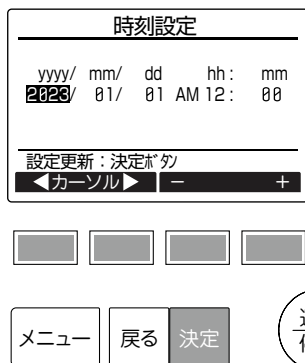 時刻設定
yyyy/ mm/ dd hh: mm
2023/ 01/ 01 AM 12: 00
設定更新:決定ボタン
◀カーソル▶ − +
メニュー 戻る 決定